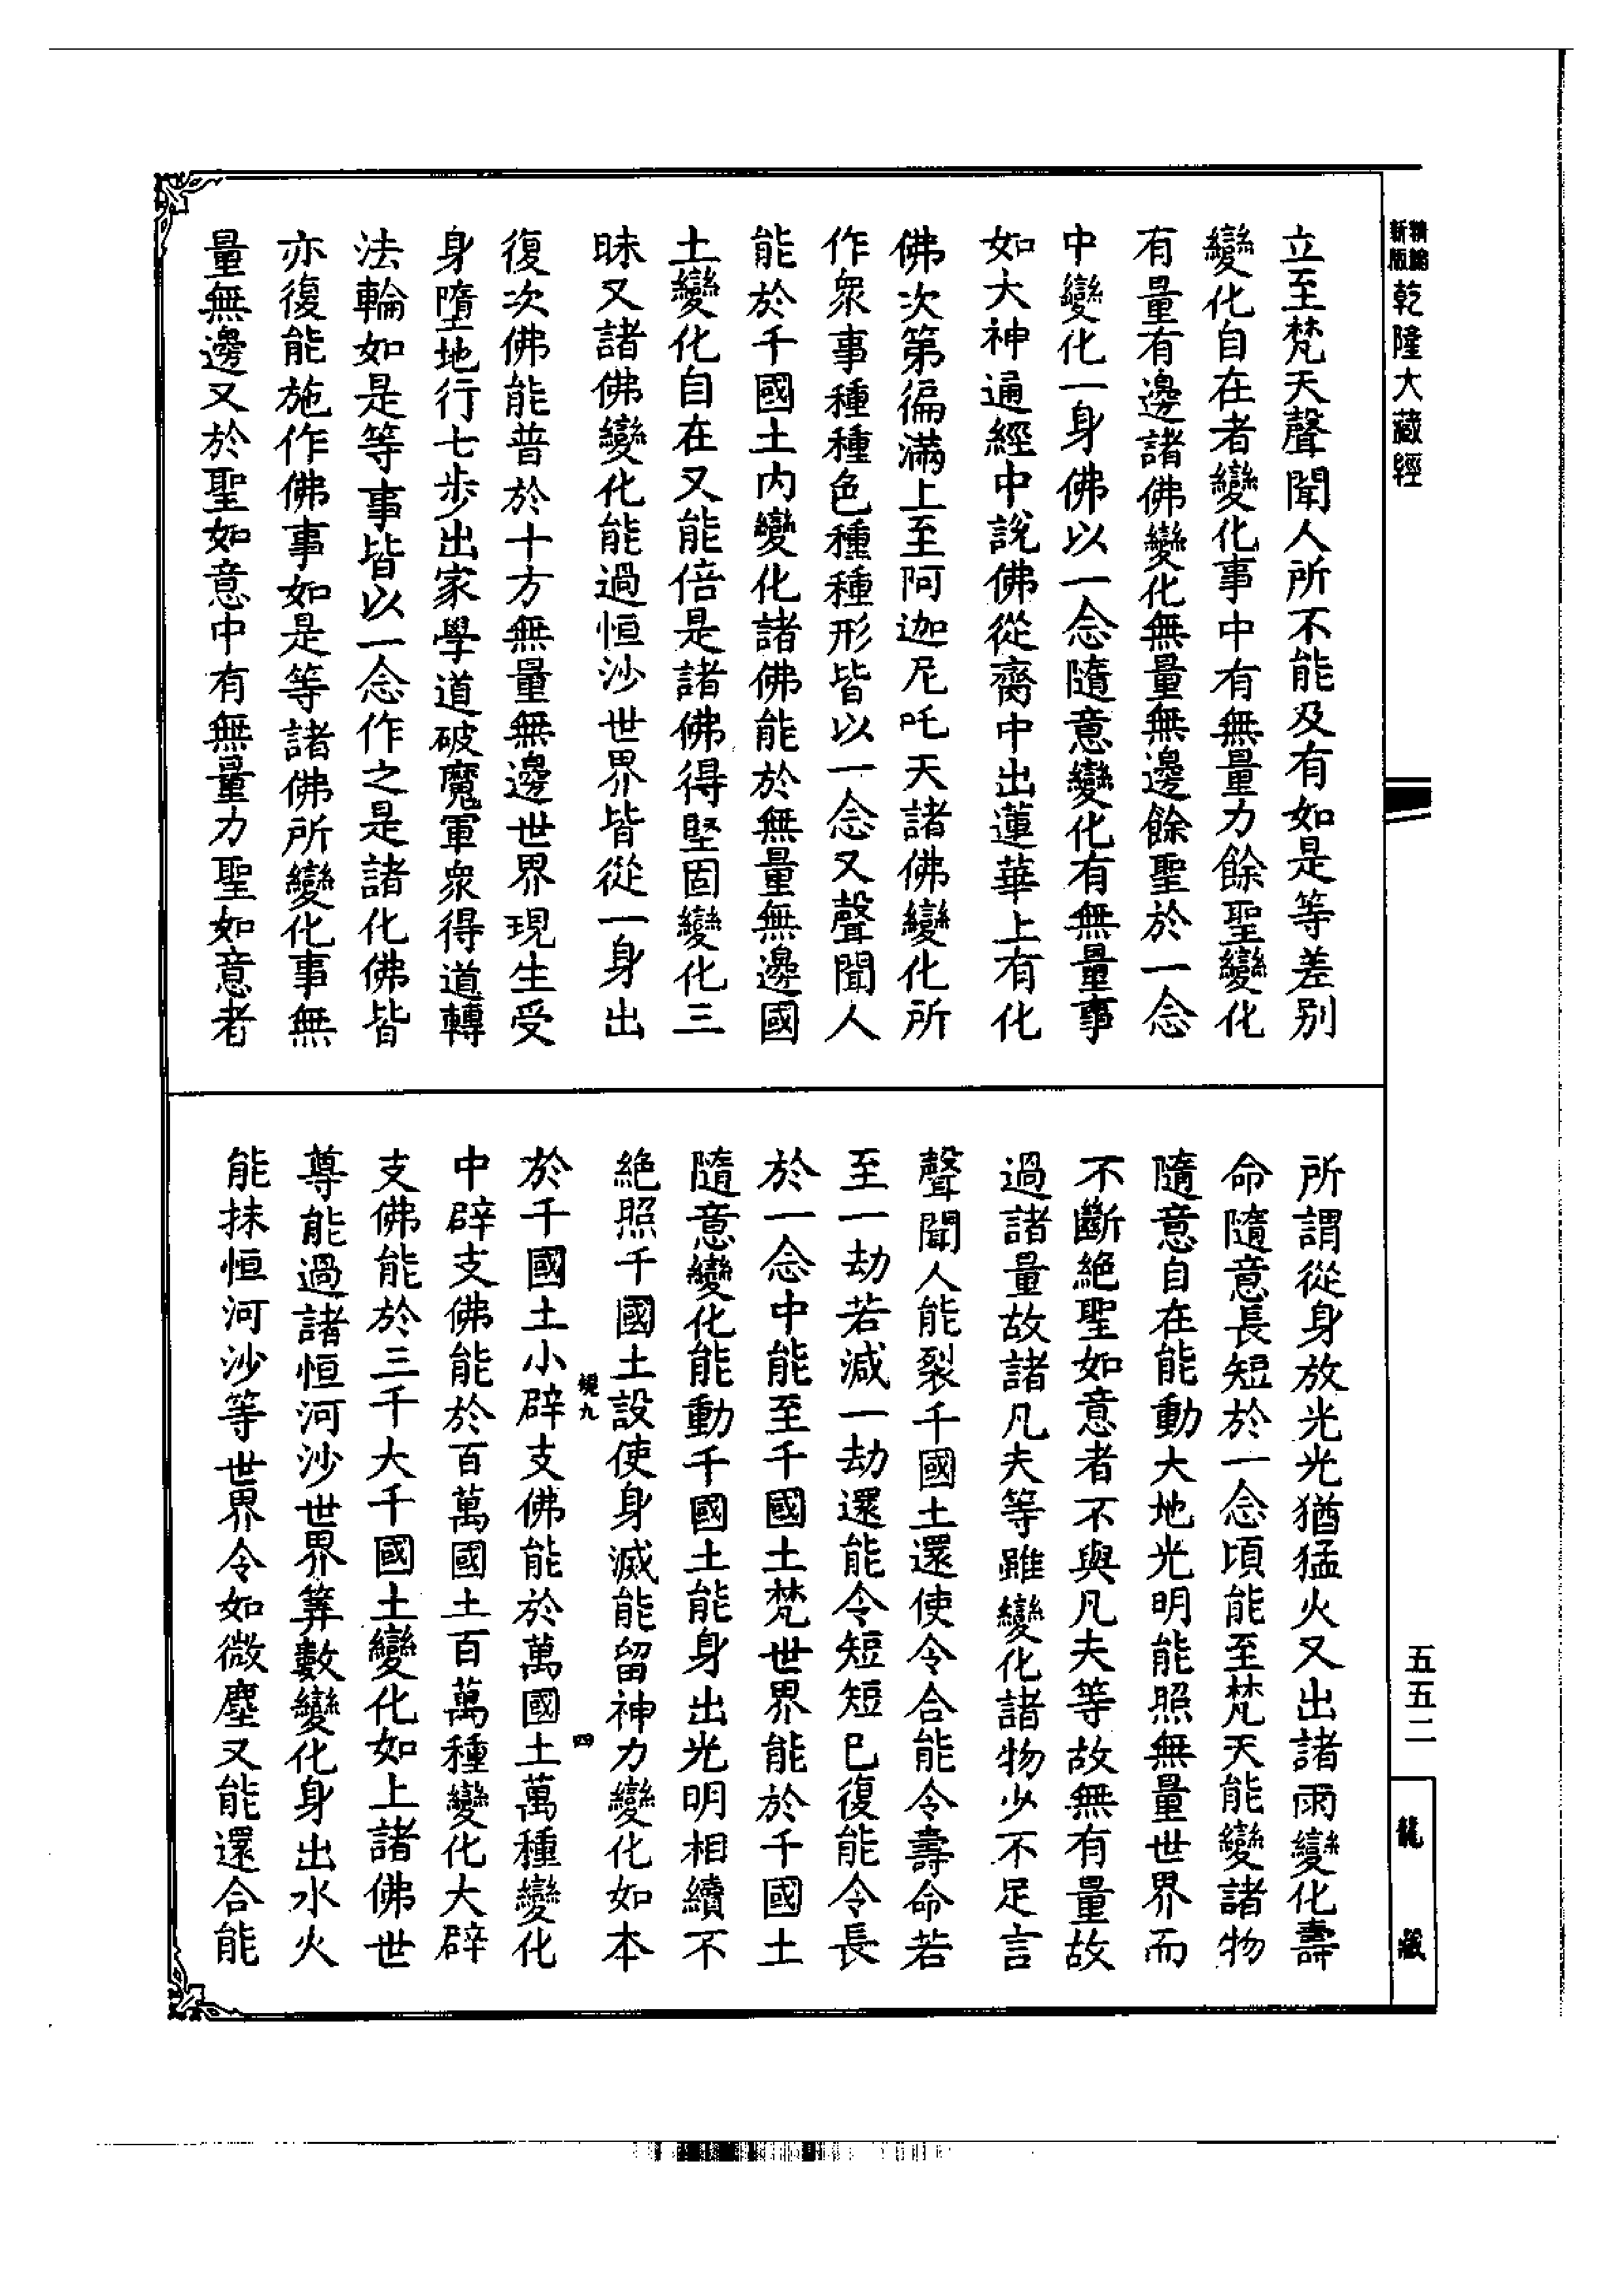 新版
精縮
乾隆大藏經
立至梵天聲聞人所不能及有如是等差别
變化自在者變化事中有無量力餘聖變化
有量有邊諸佛變化無量無邊餘聖於一念
中變化一身佛以一念隨意變化有無量事
如大神通經中說佛從臍中出蓮華上有化
佛次第徧滿上至阿迦尼吒天諸佛變化所
作衆事種種色種種形皆以一念又聲聞人
能於千國土内變化諸佛能於無量無邊國
土變化自在又能倍是諸佛得堅固變化三
昧又諸佛變化能過恒沙世界皆從一身出
復次佛能普於十方無量無邊世界現生受
身墮地行七步出家學道破魔軍衆得道轉
法輪如是等事皆以一念作之是諸化佛皆
亦復能施作佛事如是等諸佛所變化事無
量無邊又於聖如意中有無量力聖如意者
所謂從身放光光猶猛火又出諸雨變化壽
命隨意長短於一念頃能至梵天能變諸物
隨意自在能動大地光明能照無量世界而
不斷絶聖如意者不與凡夫等故無有量故
過諸量故諸凡夫等雖變化諸物少不足言
聲聞人能裂千國土還使令合能令壽命若
至一劫若減一劫還能令短短已復能令長
於一念中能至千國土梵世界能於千國土
隨意變化能動千國土能身出光明相續不
絶照千國土設使身滅能留神力變化如本
於千國土小辟支佛能於萬國土萬種變化
中辟支佛能於百萬國土百萬種變化大辟
支佛能於三千大千國土變化如上諸佛世
尊能過諸恒河沙世界筭數變化身出水火
能抹恒河沙等世界令如微塵又能還合能
九
四
五五二
龍藏